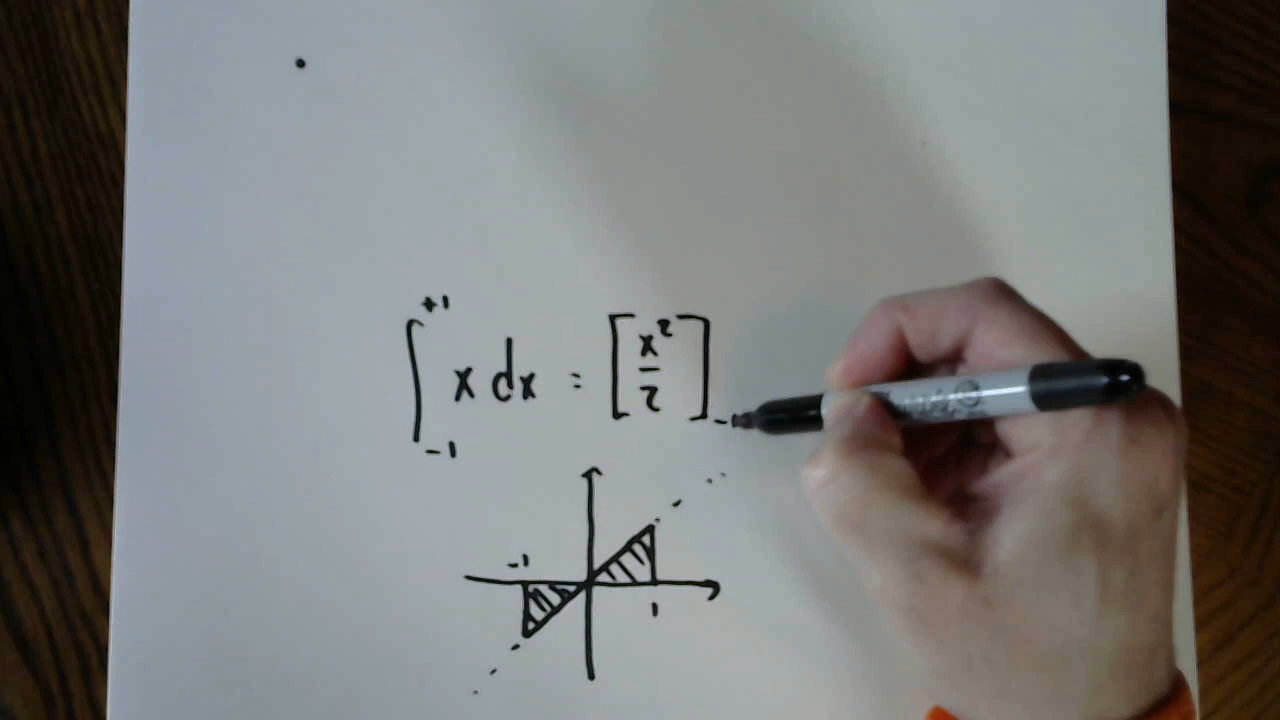 ∫_{-1}^{+1} x dx = [x²/2]_-
-1
1